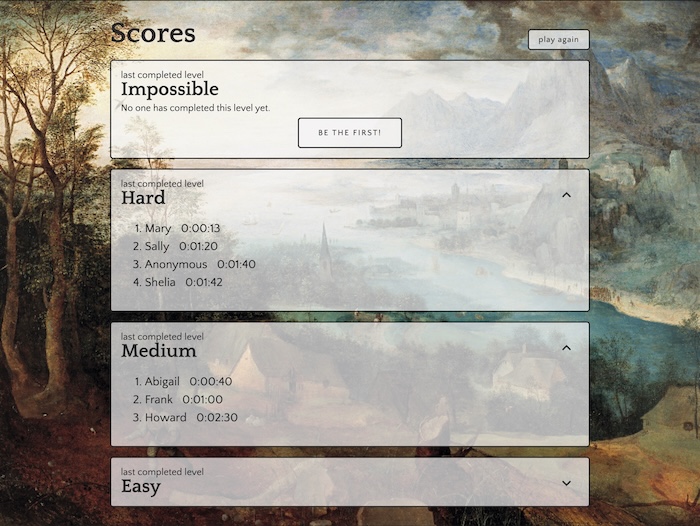 Scores
play again
last completed level
Impossible
No one has completed this level yet.
BE THE FIRST!
last completed level
Hard
1. Mary 0:00:13
2. Sally 0:01:20
3. Anonymous 0:01:40
4. Shelia 0:01:42
last completed level
Medium
1. Abigail 0:00:40
2. Frank 0:01:00
3. Howard 0:02:30
last completed level
Easy